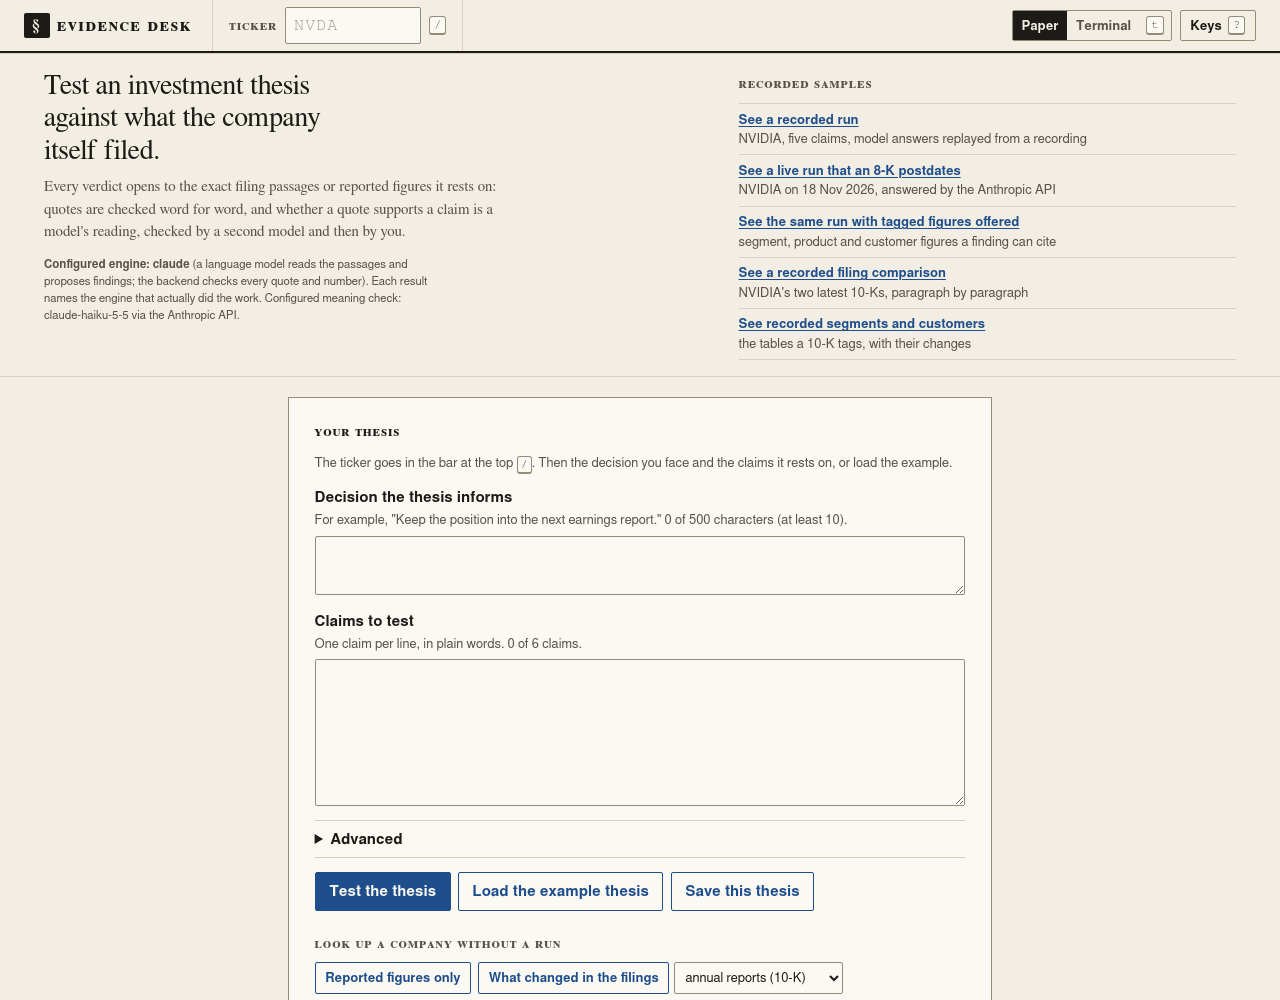 § EVIDENCE DESK TICKER NVDA / Paper Terminal t Keys ?
Test an investment thesis
against what the company
itself filed.
Every verdict opens to the exact filing passages or reported figures it rests on:
quotes are checked word for word, and whether a quote supports a claim is a
model's reading, checked by a second model and then by you.
Configured engine: claude (a language model reads the passages and
proposes findings; the backend checks every quote and number). Each result
names the engine that actually did the work. Configured meaning check:
claude-haiku-5-5 via the Anthropic API.
RECORDED SAMPLES
See a recorded run
NVIDIA, five claims, model answers replayed from a recording
See a live run that an 8-K postdates
NVIDIA on 18 Nov 2026, answered by the Anthropic API
See the same run with tagged figures offered
segment, product and customer figures a finding can cite
See a recorded filing comparison
NVIDIA's two latest 10-Ks, paragraph by paragraph
See recorded segments and customers
the tables a 10-K tags, with their changes
YOUR THESIS
The ticker goes in the bar at the top /. Then the decision you face and the claims it rests on, or load the example.
Decision the thesis informs
For example, "Keep the position into the next earnings report." 0 of 500 characters (at least 10).
Claims to test
One claim per line, in plain words. 0 of 6 claims.
Advanced
Test the thesis Load the example thesis Save this thesis
LOOK UP A COMPANY WITHOUT A RUN
Reported figures only What changed in the filings annual reports (10-K)